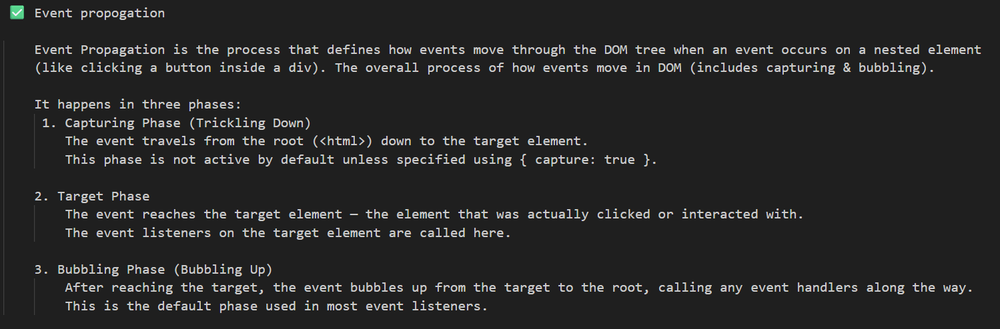 ✅ Event propogation
Event Propagation is the process that defines how events move through the DOM tree when an event occurs on a nested element
(like clicking a button inside a div). The overall process of how events move in DOM (includes capturing & bubbling).
It happens in three phases:
1. Capturing Phase (Trickling Down)
The event travels from the root (<html>) down to the target element.
This phase is not active by default unless specified using { capture: true }.
2. Target Phase
The event reaches the target element — the element that was actually clicked or interacted with.
The event listeners on the target element are called here.
3. Bubbling Phase (Bubbling Up)
After reaching the target, the event bubbles up from the target to the root, calling any event handlers along the way.
This is the default phase used in most event listeners.